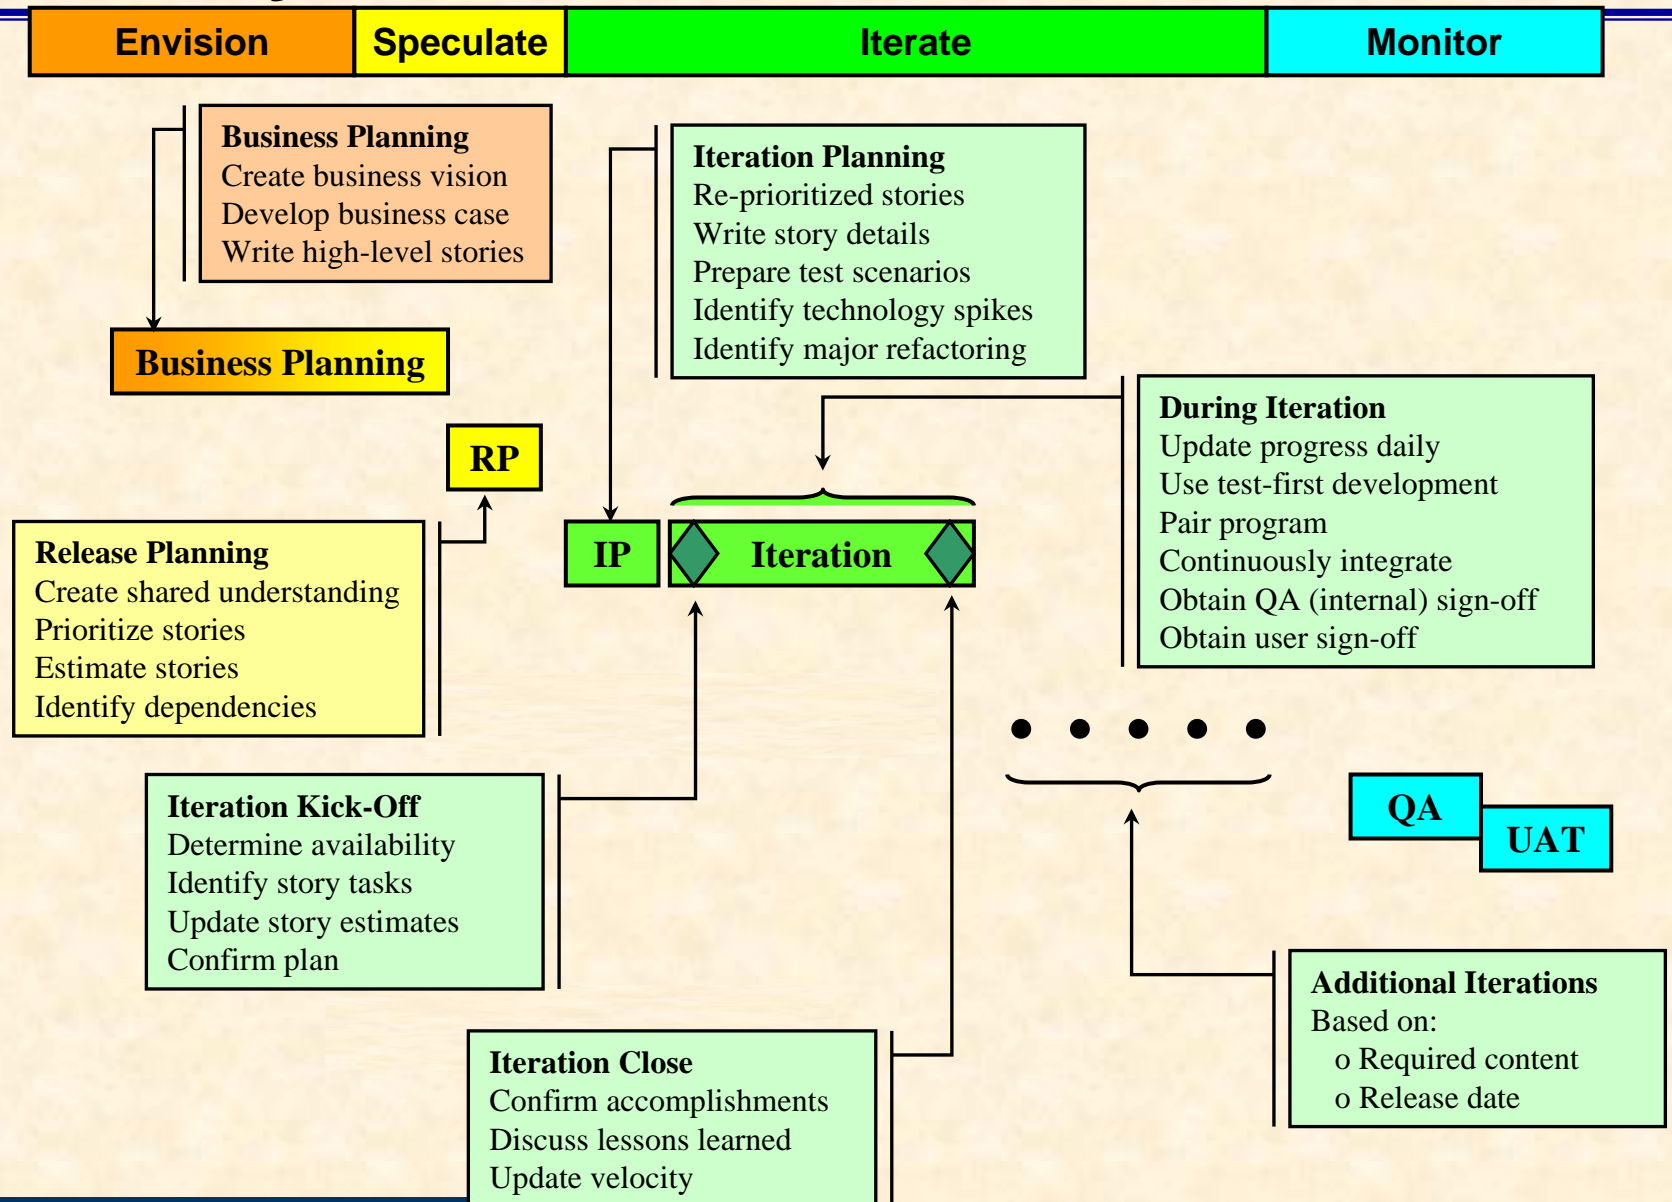 Envision
Speculate
Iterate
Monitor
Business Planning
Create business vision
Develop business case
Write high-level stories
Iteration Planning
Re-prioritized stories
Write story details
Prepare test scenarios
Identify technology spikes
Identify major refactoring
Business Planning
During Iteration
Update progress daily
Use test-first development
Pair program
Continuously integrate
Obtain QA (internal) sign-off
Obtain user sign-off
RP
IP
Iteration
Release Planning
Create shared understanding
Prioritize stories
Estimate stories
Identify dependencies
Iteration Kick-Off
Determine availability
Identify story tasks
Update story estimates
Confirm plan
QA
UAT
Additional Iterations
Based on:
o Required content
o Release date
Iteration Close
Confirm accomplishments
Discuss lessons learned
Update velocity